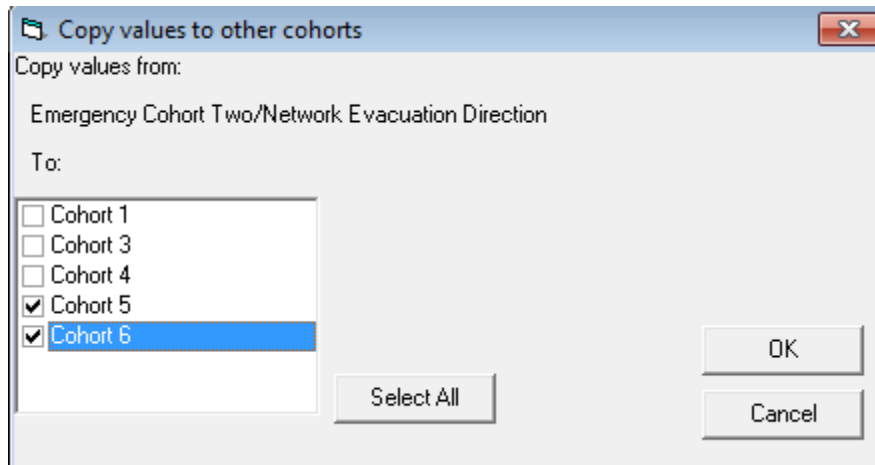 Copy values to other cohorts
Copy values from:
Emergency Cohort Two/Network Evacuation Direction
To:
Cohort 1
Cohort 3
Cohort 4
Cohort 5
Cohort 6
OK
Select All
Cancel